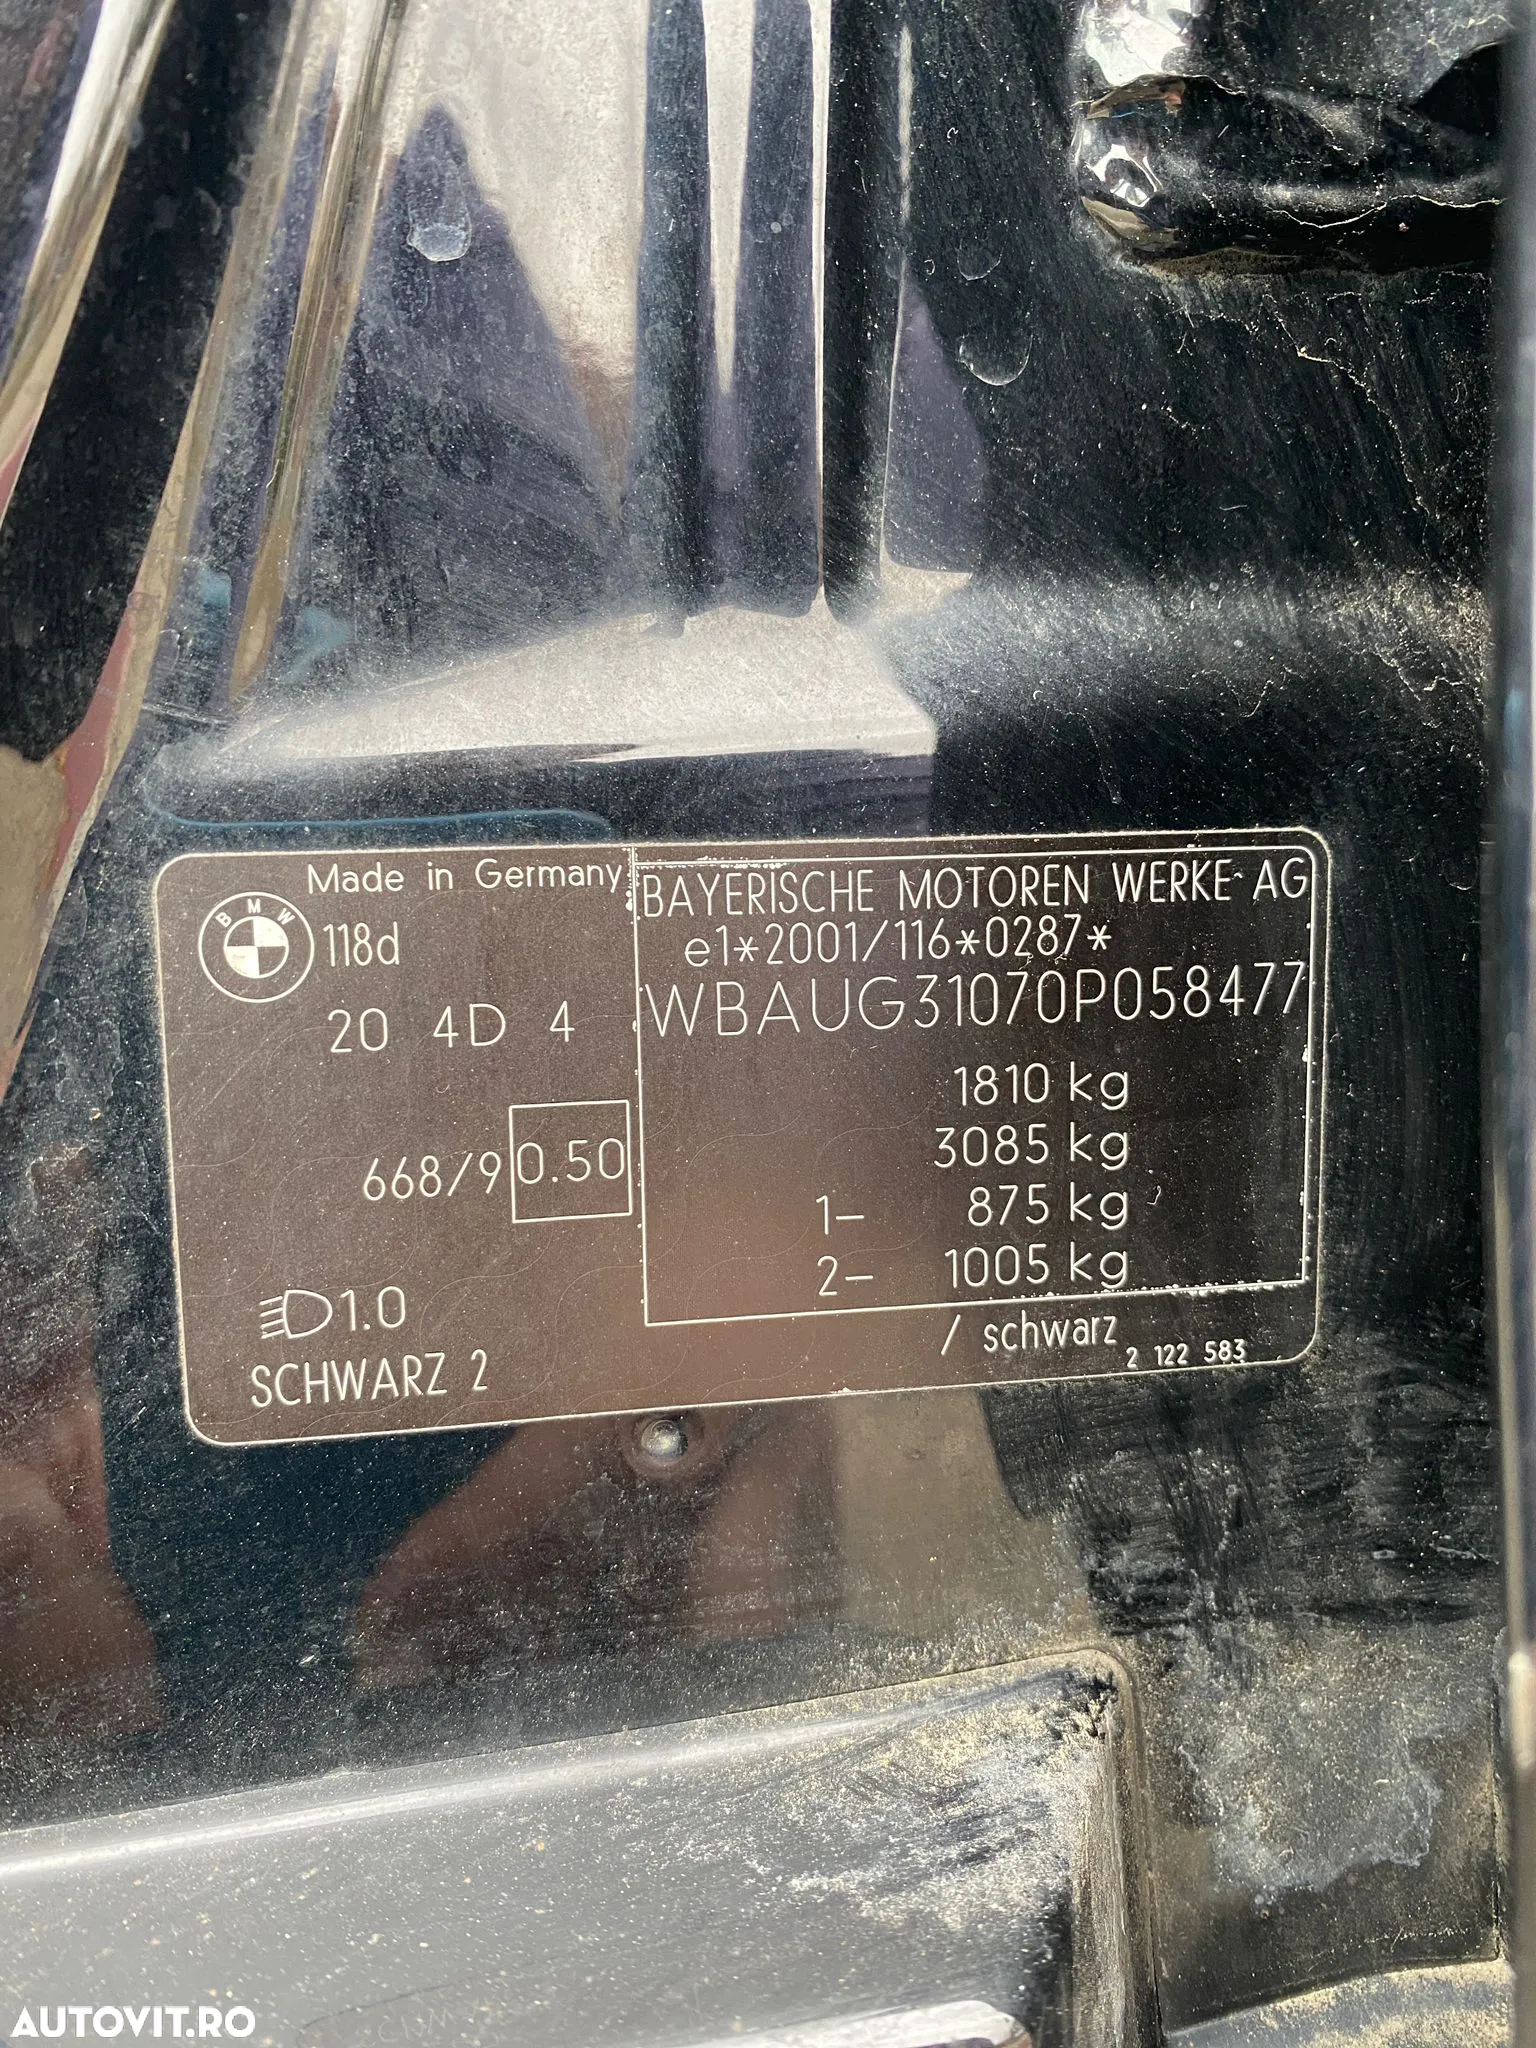 Made in Germany
BMW
118d
20 4D 4
668/9 0.50
1.0
SCHWARZ 2
BAYERISCHE MOTOREN WERKE AG
e1*2001/116*0287*
WBAUG31070P058477
1810 kg
3085 kg
1- 875 kg
2- 1005 kg
/ schwarz
2 122 583
AUTOVIT.RO